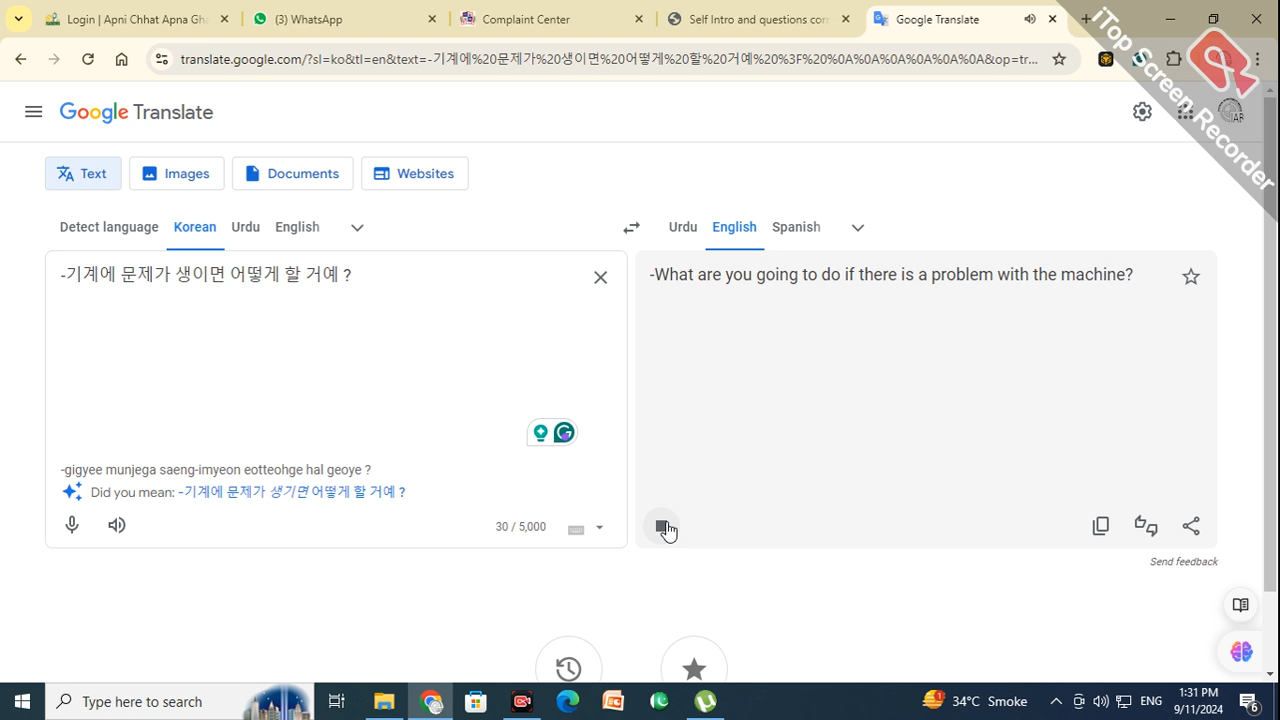 Login | Apni Chhat Apna Gha
(3) WhatsApp
Complaint Center
Self Intro and questions con
Google Translate
translate.google.com/?sl=ko&tl=en&text=-기계에%20문제가%20생이면%20어떻게%20할%20거예%20%3F%20%0A%0A%0A%0A%0A%0A&op=tr...
iTop Screen Recorder
Google Translate
Text
Images
Documents
Websites
Detect language
Korean
Urdu
English
Urdu
English
Spanish
-기계에 문제가 생이면 어떻게 할 거예 ?
-What are you going to do if there is a problem with the machine?
-gigyee munjega saeng-imyeon eotteohge hal geoye ?
Did you mean: -기계에 문제가 생기면 어떻게 할 거예 ?
30 / 5,000
Send feedback
Type here to search
34°C Smoke
ENG
1:31 PM
9/11/2024
6